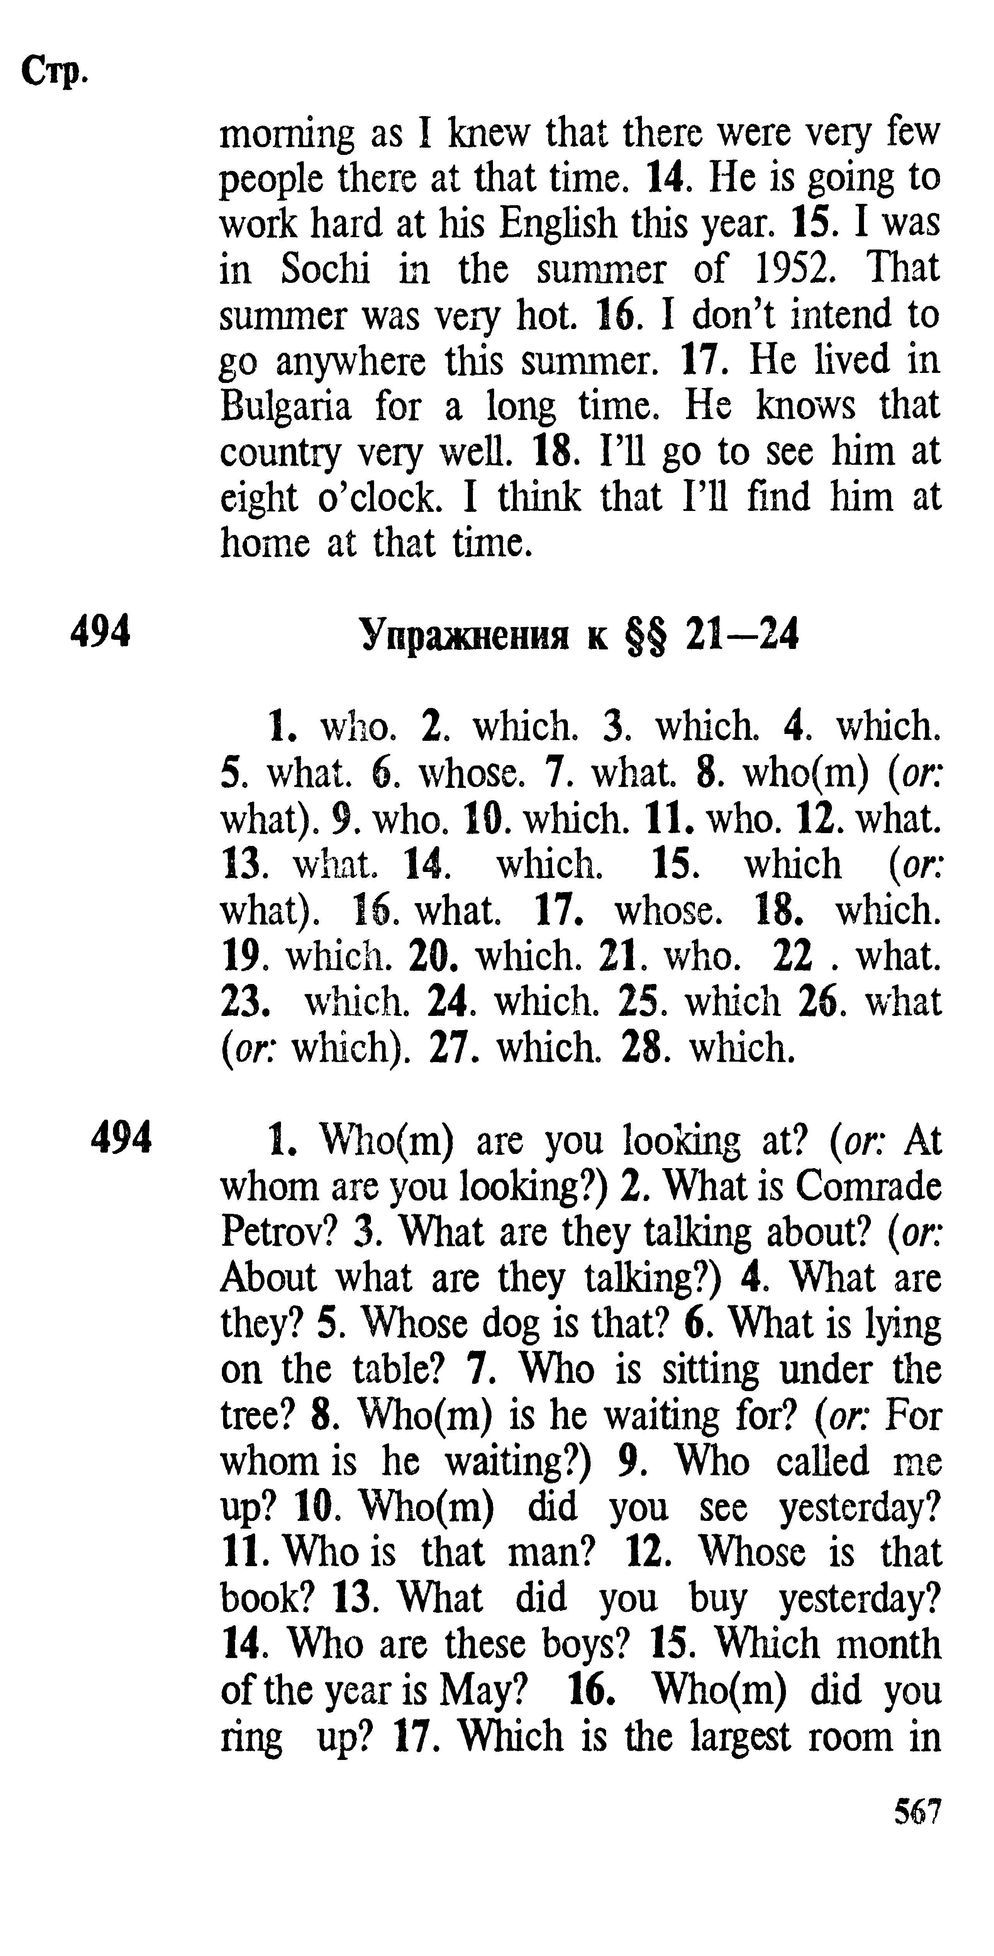 Стр.
morning as I knew that there were very few
people there at that time. 14. He is going to
work hard at his English this year. 15. I was
in Sochi in the summer of 1952. That
summer was very hot. 16. I don't intend to
go anywhere this summer. 17. He lived in
Bulgaria for a long time. He knows that
country very well. 18. I'll go to see him at
eight o'clock. I think that I'll find him at
home at that time.
494 Упражнения к §§ 21—24
1. who. 2. which. 3. which. 4. which.
5. what. 6. whose. 7. what. 8. who(m) (or:
what). 9. who. 10. which. 11. who. 12. what.
13. what. 14. which. 15. which (or:
what). 16. what. 17. whose. 18. which.
19. which. 20. which. 21. who. 22 . what.
23. which. 24. which. 25. which 26. what
(or: which). 27. which. 28. which.
494 1. Who(m) are you looking at? (or: At
whom are you looking?) 2. What is Comrade
Petrov? 3. What are they talking about? (or:
About what are they talking?) 4. What are
they? 5. Whose dog is that? 6. What is lying
on the table? 7. Who is sitting under the
tree? 8. Who(m) is he waiting for? (or: For
whom is he waiting?) 9. Who called me
up? 10. Who(m) did you see yesterday?
11. Who is that man? 12. Whose is that
book? 13. What did you buy yesterday?
14. Who are these boys? 15. Which month
of the year is May? 16. Who(m) did you
ring up? 17. Which is the largest room in
567